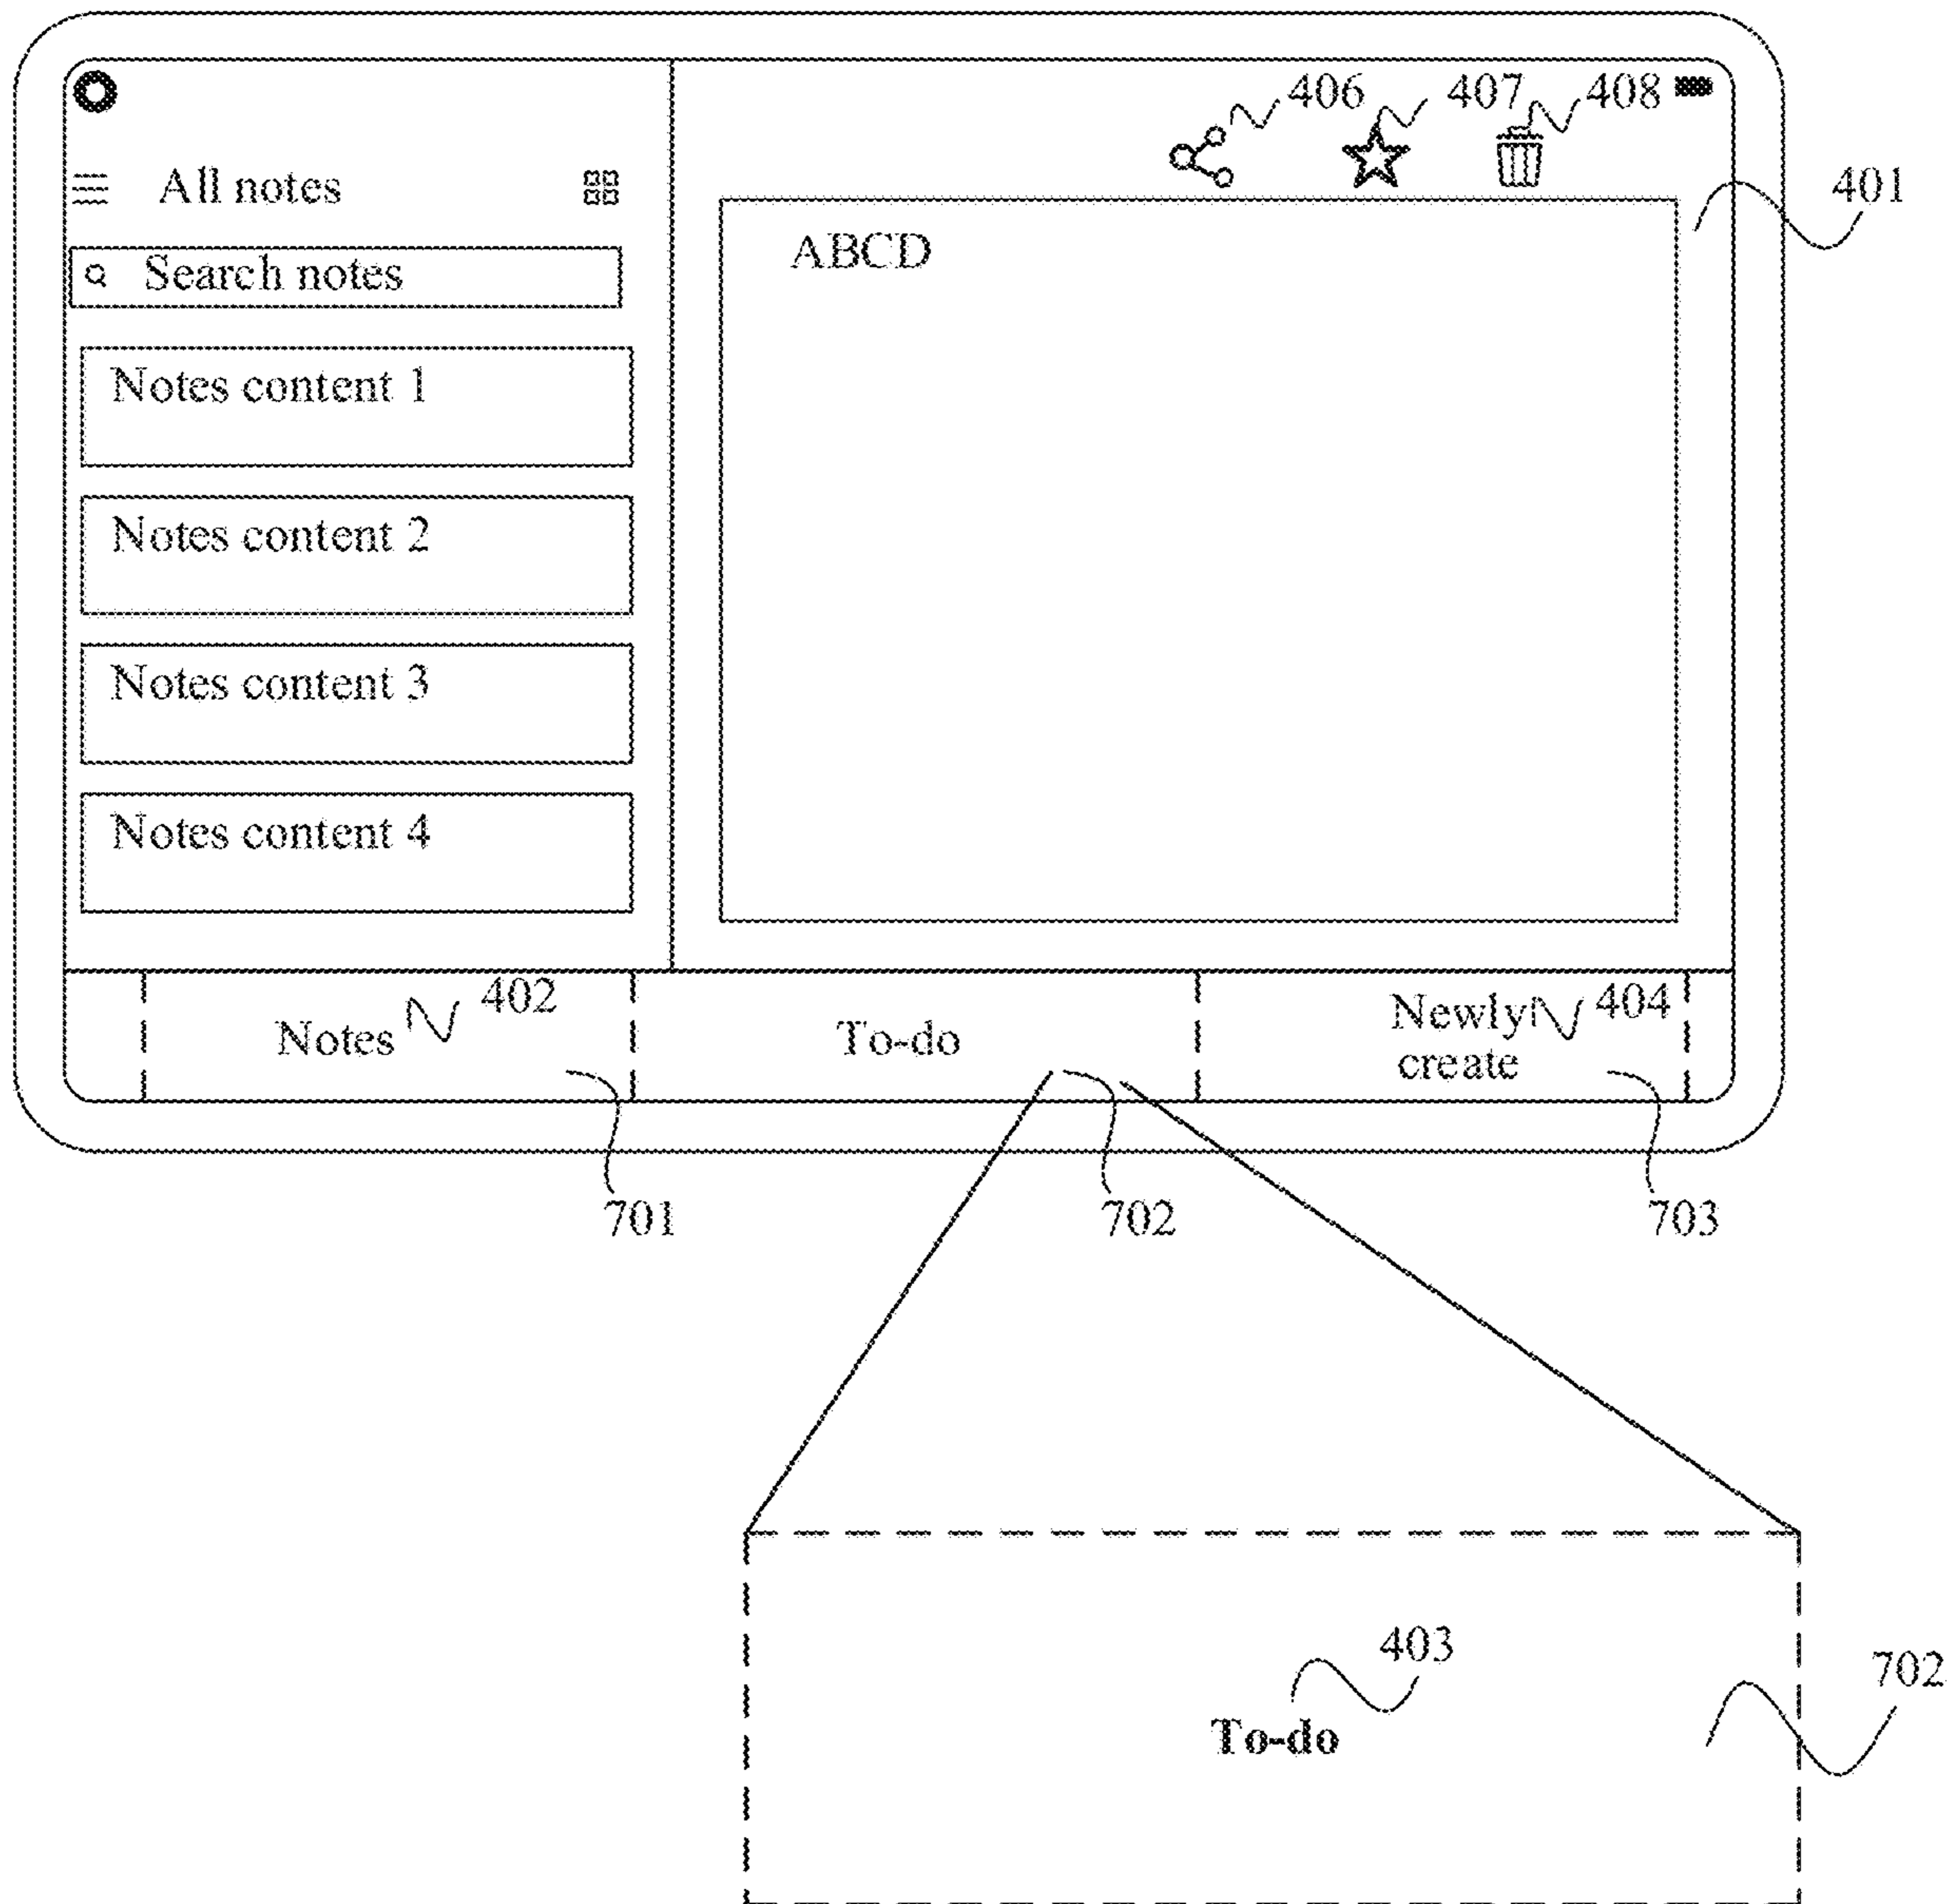 406 407 408
401
All notes
Search notes
ABCD
Notes content 1
Notes content 2
Notes content 3
Notes content 4
402
Notes
To-do
Newly 404
create
701 702 703
403
702
To-do